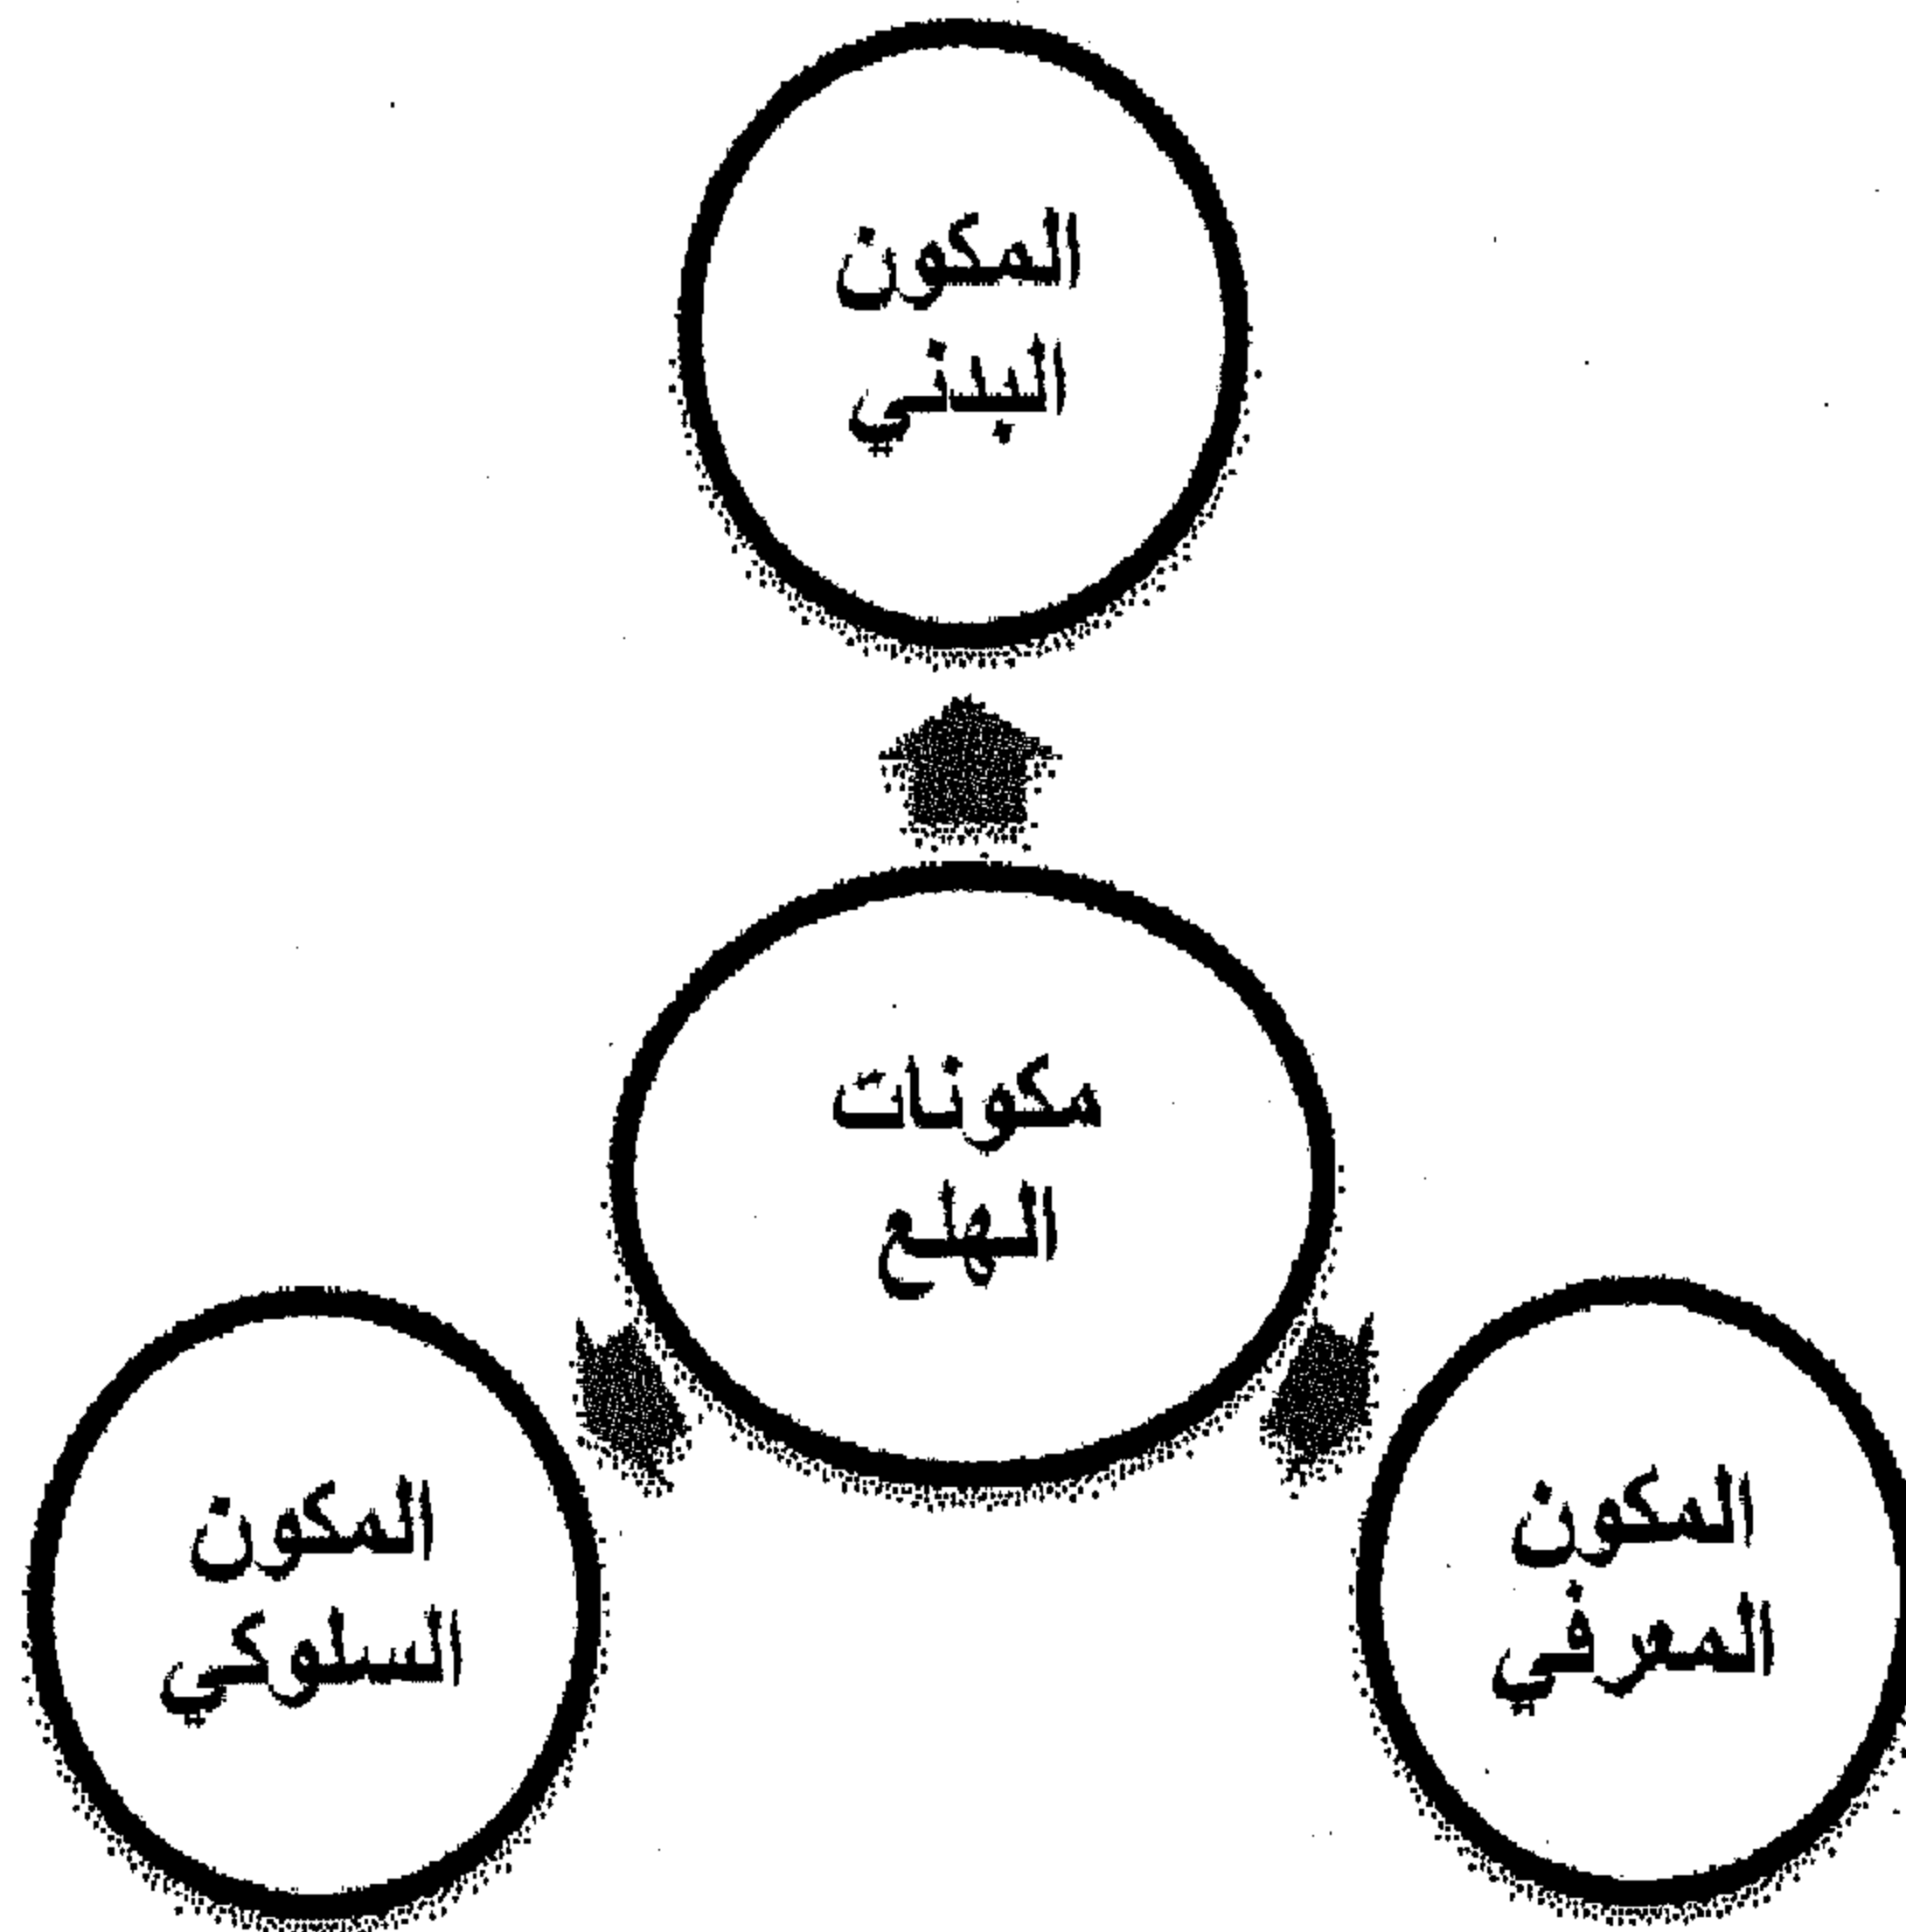 المكون
البدني
مكونات
الهلع
المكون
المعرفي
المكون
السلوكي